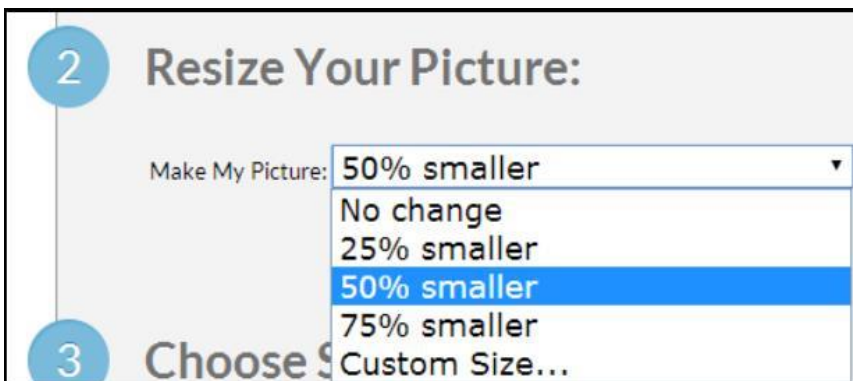 2 Resize Your Picture:
Make My Picture: 50% smaller
No change
25% smaller
50% smaller
75% smaller
3 Choose
Custom Size...